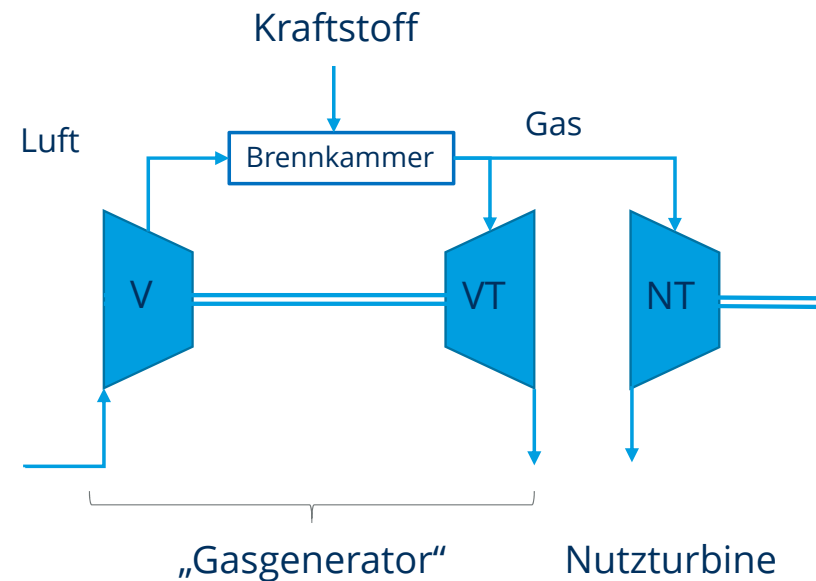 Kraftstoff
Luft
Gas
Brennkammer
V
VT
NT
„Gasgenerator“
Nutzturbine